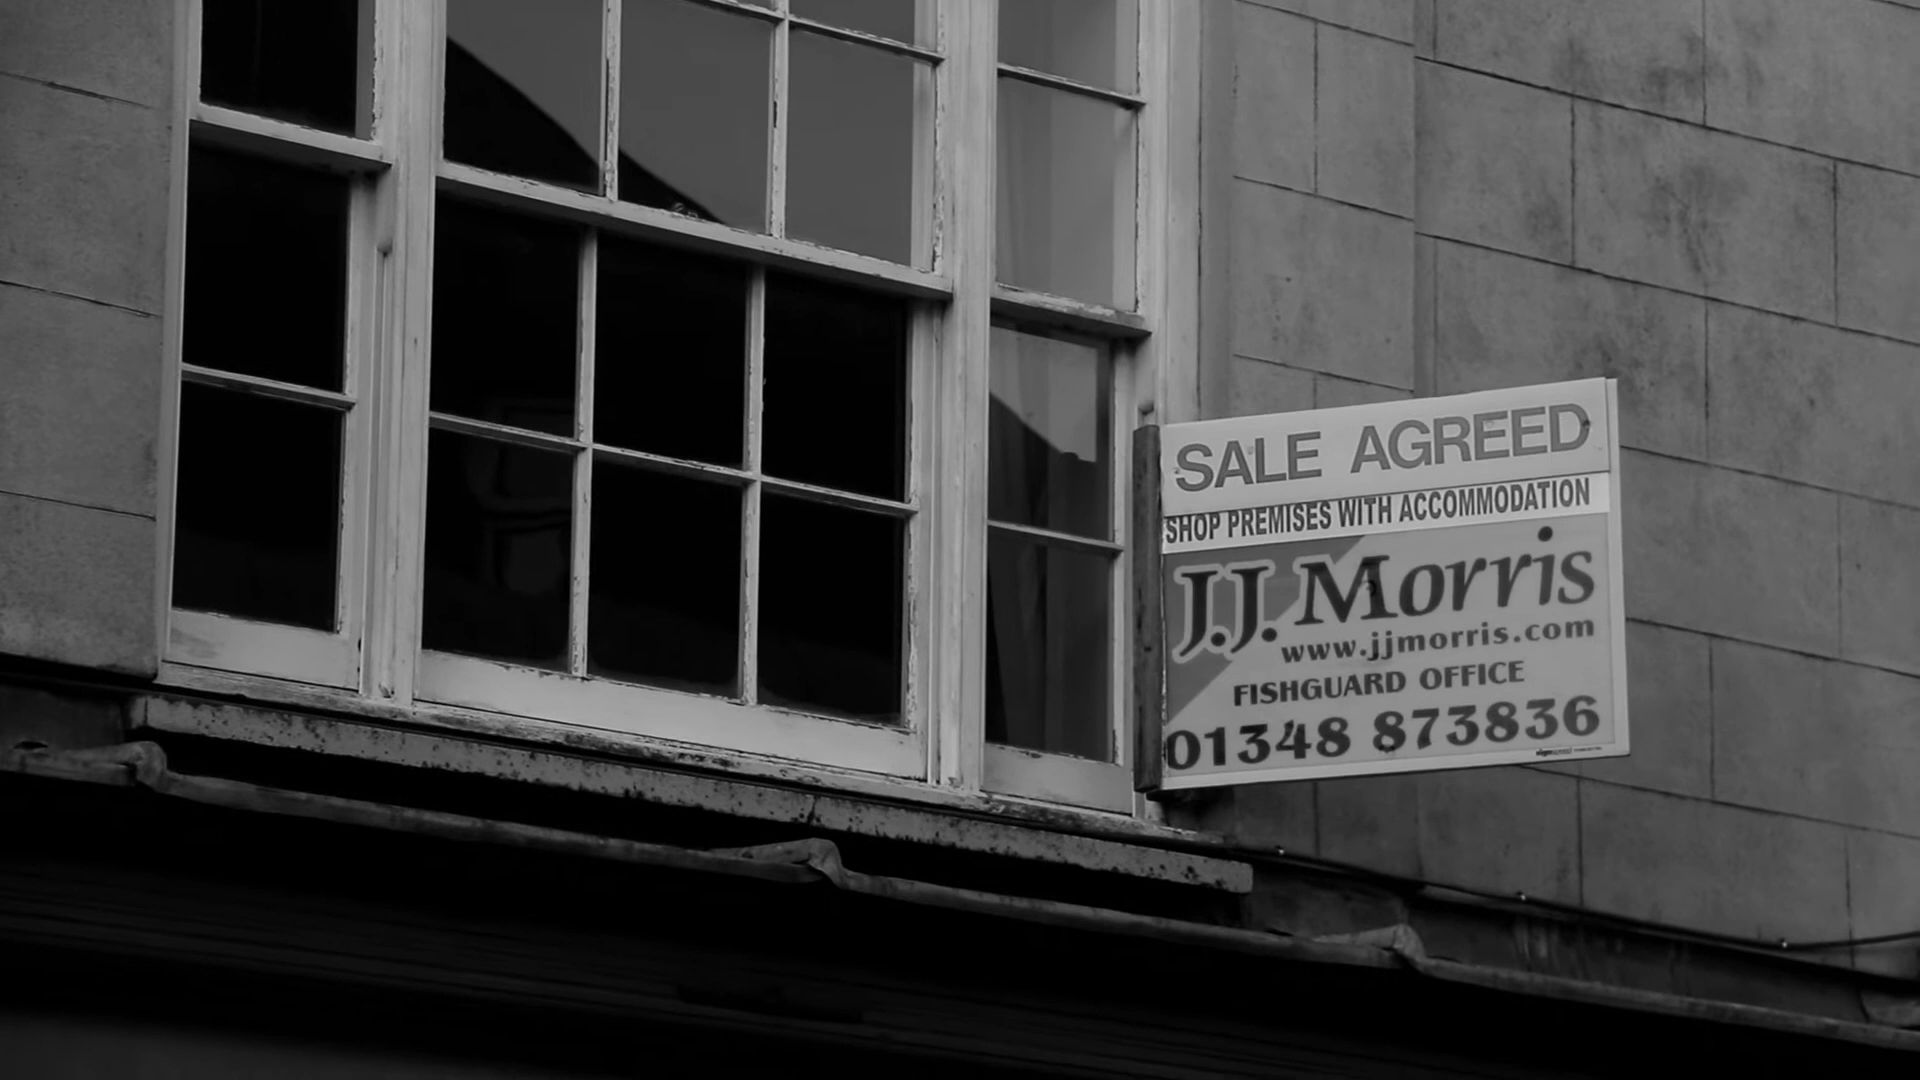 SALE AGREED
SHOP PREMISES WITH ACCOMMODATION
J.J. Morris
www.jjmorris.com
FISHGUARD OFFICE
01348 873836